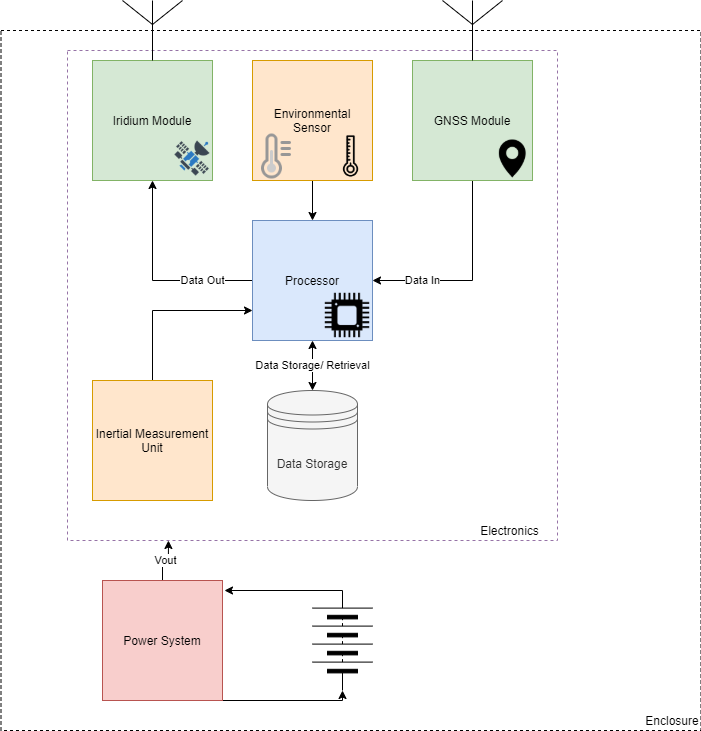 Iridium Module
Environmental
Sensor
GNSS Module
Data Out
Processor
Data In
Data Storage/ Retrieval
Inertial Measurement
Unit
Data Storage
Electronics
Vout
Power System
Enclosure